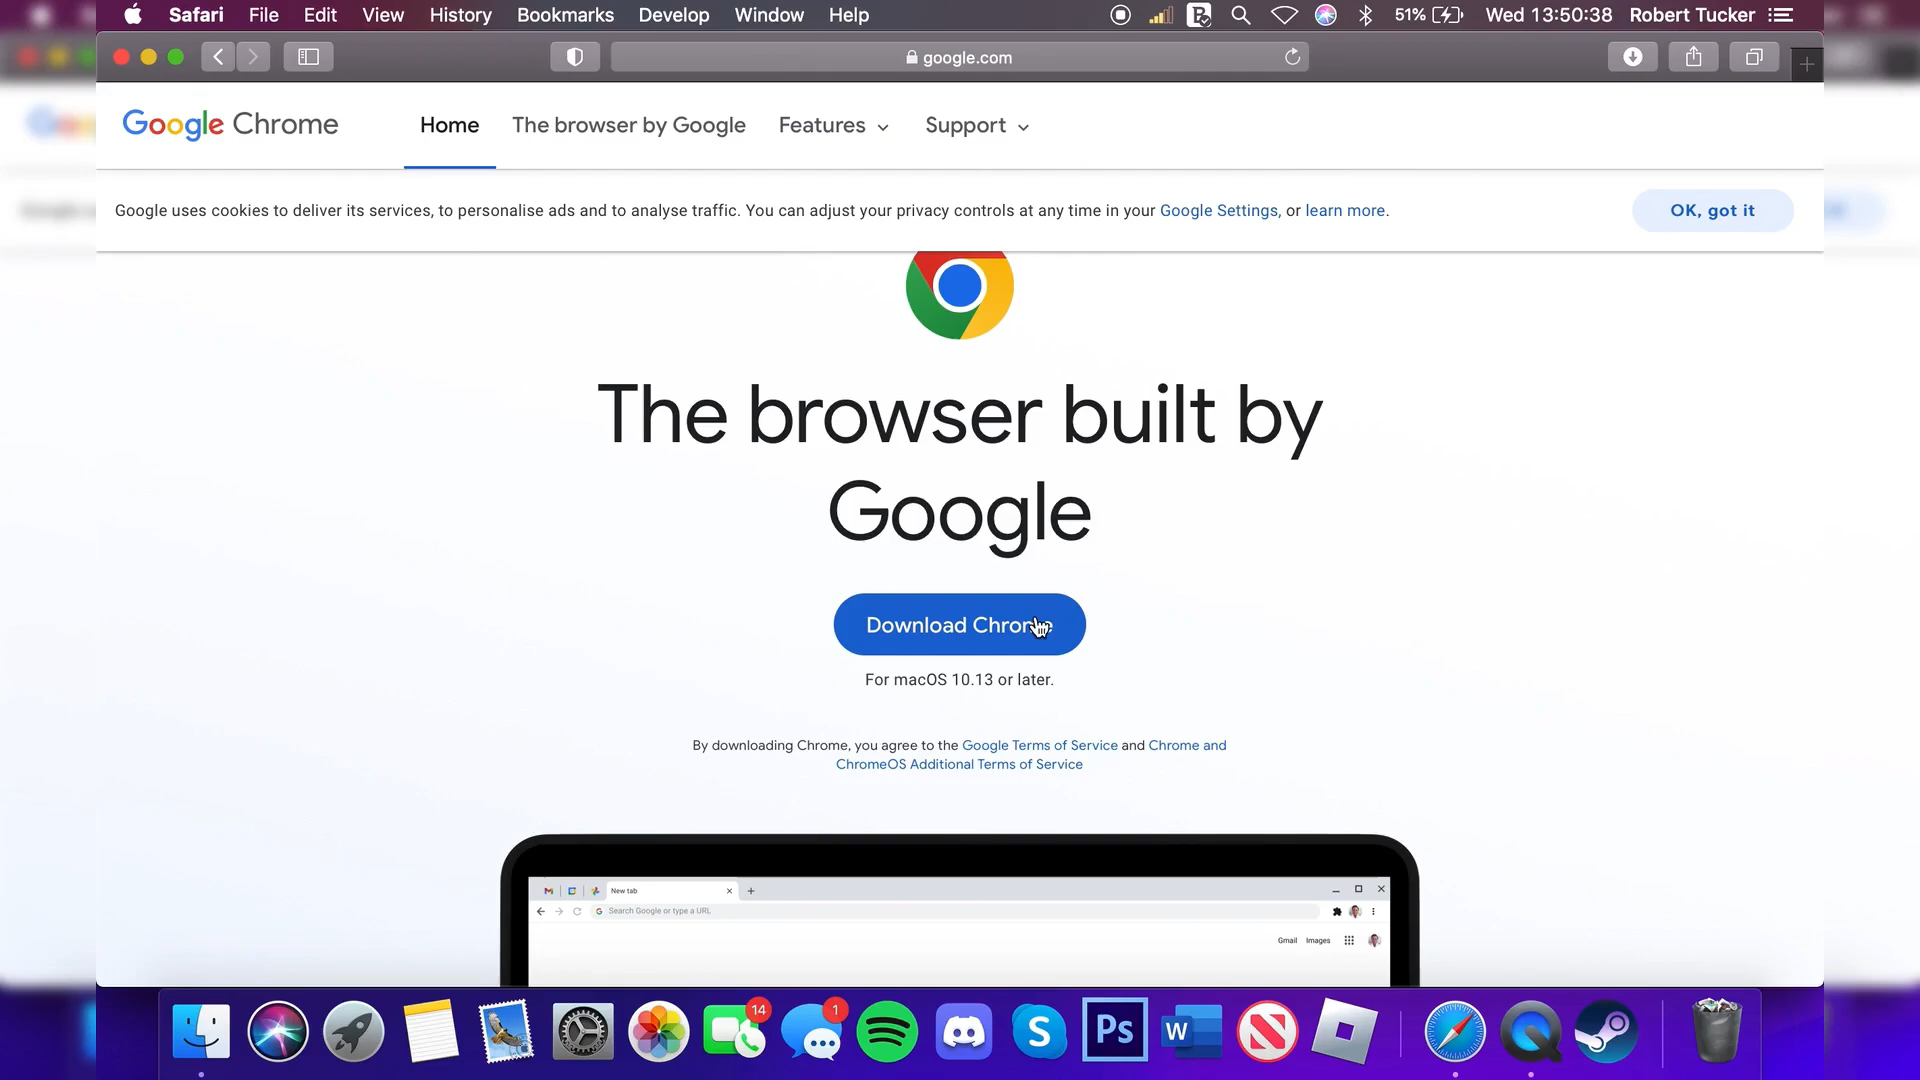 Safari File Edit View History Bookmarks Develop Window Help 51% Wed 13:50:38 Robert Tucker
google.com
Google Chrome Home The browser by Google Features Support
Google uses cookies to deliver its services, to personalise ads and to analyse traffic. You can adjust your privacy controls at any time in your Google Settings, or learn more. OK, got it
The browser built by
Google
Download Chrome
For macOS 10.13 or later.
By downloading Chrome, you agree to the Google Terms of Service and Chrome and
ChromeOS Additional Terms of Service
New tab
Search Google or type a URL
Gmail Images
14 1
S Ps W N